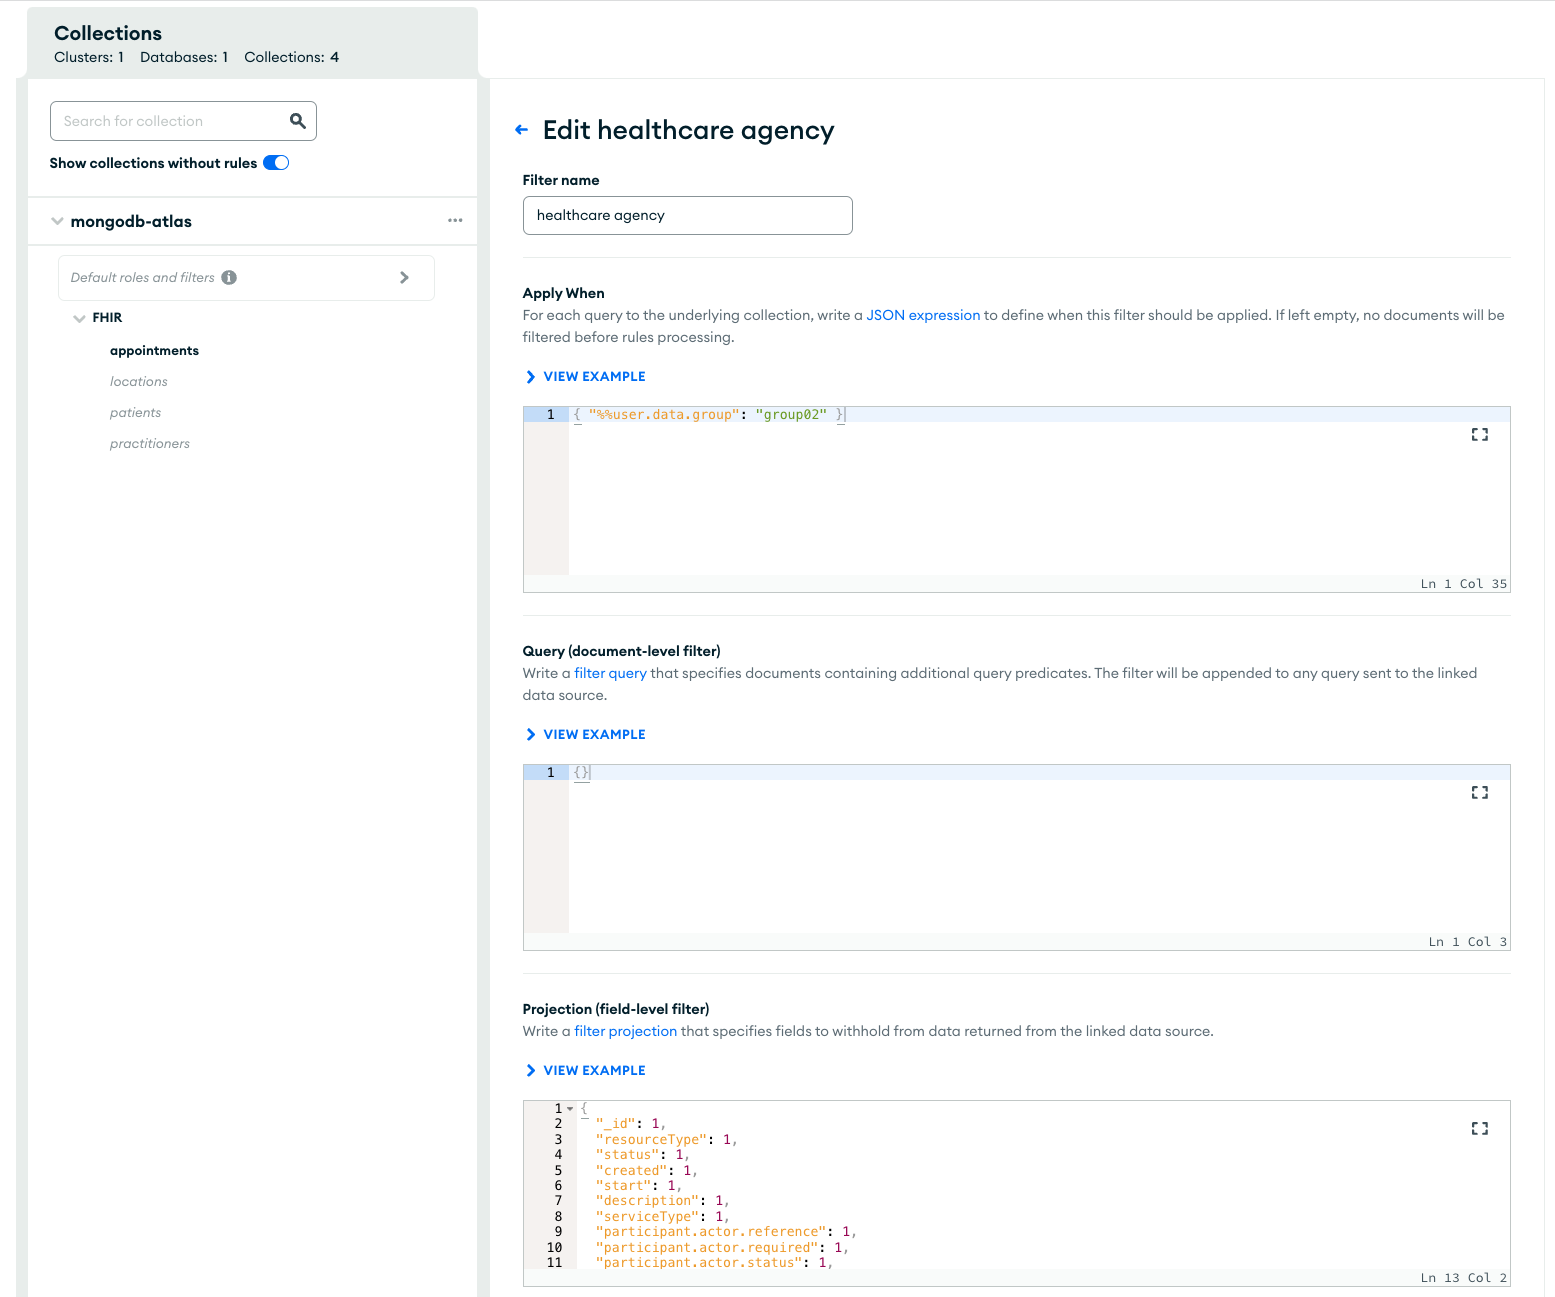 Collections
Clusters: 1 Databases: 1 Collections: 4
Search for collection
Show collections without rules
mongodb-atlas
Default roles and filters
FHIR
appointments
locations
patients
practitioners
Edit healthcare agency
Filter name
healthcare agency
Apply When
For each query to the underlying collection, write a JSON expression to define when this filter should be applied. If left empty, no documents will be
filtered before rules processing.
VIEW EXAMPLE
1 { "%%user.data.group": "group02" }
Ln 1 Col 35
Query (document-level filter)
Write a filter query that specifies documents containing additional query predicates. The filter will be appended to any query sent to the linked
data source.
VIEW EXAMPLE
1 {}
Ln 1 Col 3
Projection (field-level filter)
Write a filter projection that specifies fields to withhold from data returned from the linked data source.
VIEW EXAMPLE
1 {
2 "_id": 1,
3 "resourceType": 1,
4 "status": 1,
5 "created": 1,
6 "start": 1,
7 "description": 1,
8 "serviceType": 1,
9 "participant.actor.reference": 1,
10 "participant.actor.required": 1,
11 "participant.actor.status": 1,
Ln 13 Col 2